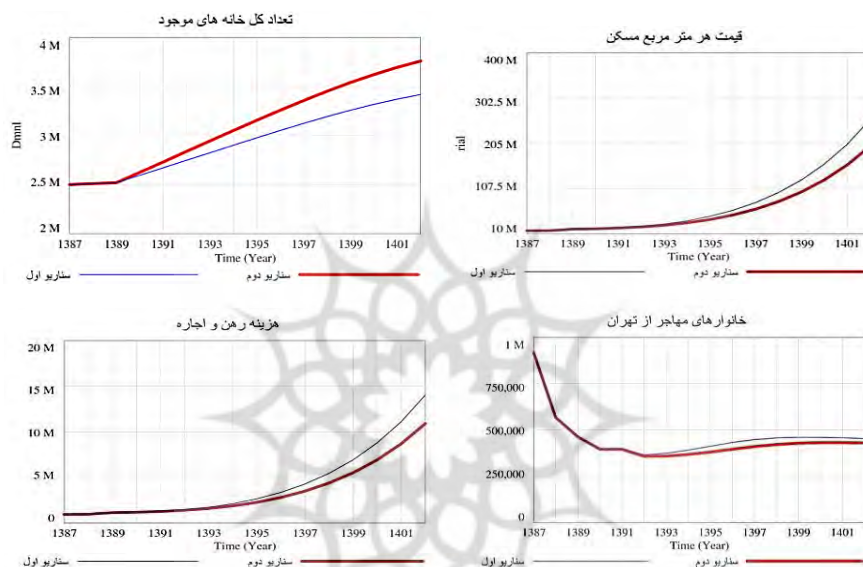 تعداد کل خانه های موجود
4 M
3.5 M
3 M
2.5 M
2 M
Dmnl
1387 1389 1391 1393 1395 1397 1399 1401
Time (Year)
سناریو اول
سناریو دوم
قیمت هر متر مربع مسکن
400 M
302.5 M
205 M
107.5 M
10 M
rial
1387 1389 1391 1393 1395 1397 1399 1401
Time (Year)
سناریو اول
سناریو دوم
هزینه رهن و اجاره
20 M
15 M
10 M
5 M
0
1387 1389 1391 1393 1395 1397 1399 1401
Time (Year)
سناریو اول
سناریو دوم
خانوارهای مهاجر از تهران
1 M
750,000
500,000
250,000
0
1387 1389 1391 1393 1395 1397 1399 1401
Time (Year)
سناریو اول
سناریو دوم